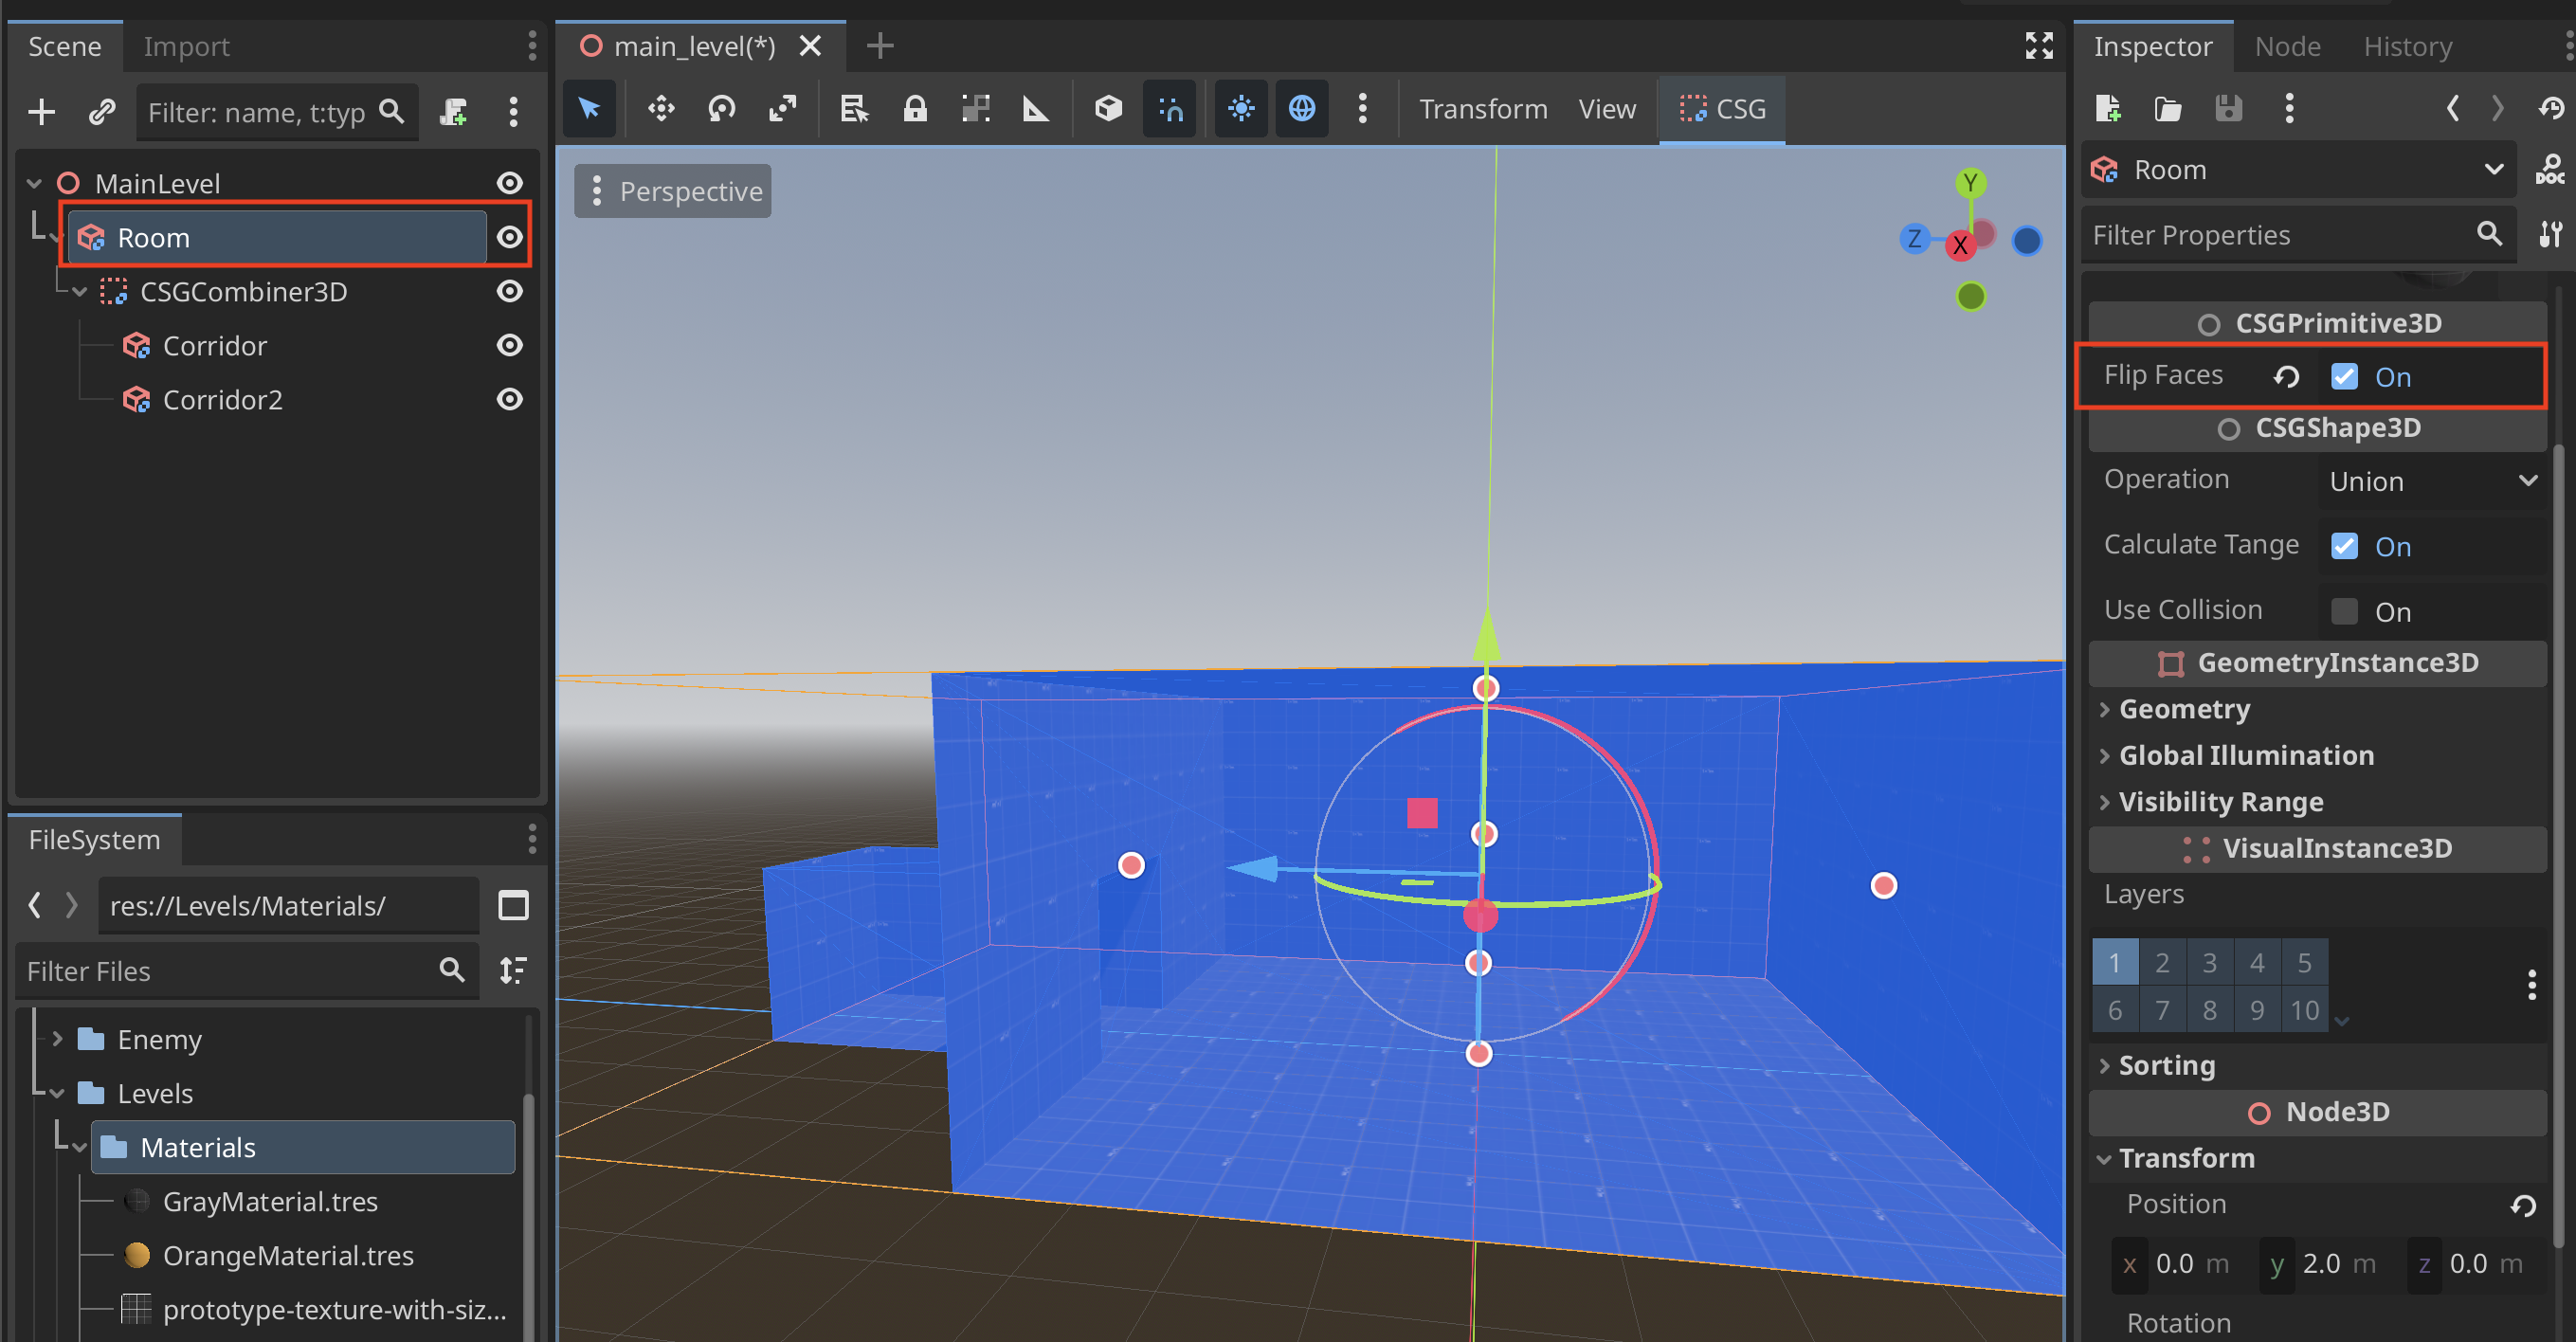 Scene
Import
Filter: name, t:typ
MainLevel
Room
CSGCombiner3D
Corridor
Corridor2
FileSystem
res://Levels/Materials/
Filter Files
Enemy
Levels
Materials
GrayMaterial.tres
OrangeMaterial.tres
prototype-texture-with-siz...
main_level(*)
Transform
View
CSG
Perspective
Y
Z
X
Inspector
Node
History
Room
DOC
Filter Properties
CSGPrimitive3D
Flip Faces
On
CSGShape3D
Operation
Union
Calculate Tange
On
Use Collision
On
GeometryInstance3D
Geometry
Global Illumination
Visibility Range
VisualInstance3D
Layers
1 2 3 4 5
6 7 8 9 10
Sorting
Node3D
Transform
Position
x 0.0 m y 2.0 m z 0.0 m
Rotation